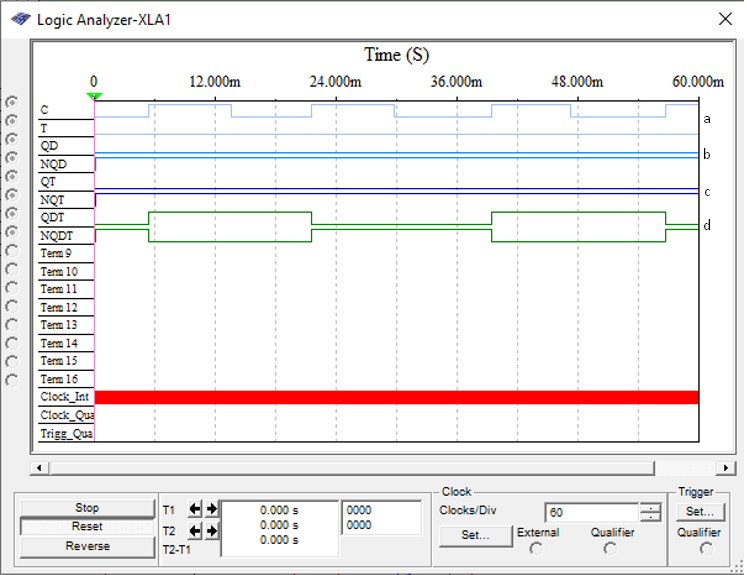 Logic Analyzer-XLA1
Time (S)
0 12.000m 24.000m 36.000m 48.000m 60.000m
C
a
T
QD
b
NQD
QT
c
NQT
QDT
d
NQDT
Term 9
Term 10
Term 11
Term 12
Term 13
Term 14
Term 15
Term 16
Clock_Int
Clock_Qua
Trigg_Qua
Stop
Reset
Reverse
T1
T2
T2-T1
0.000 s
0.000 s
0.000 s
0000
0000
Clock
Clocks/Div 60
Set... External Qualifier
Trigger
Set...
Qualifier